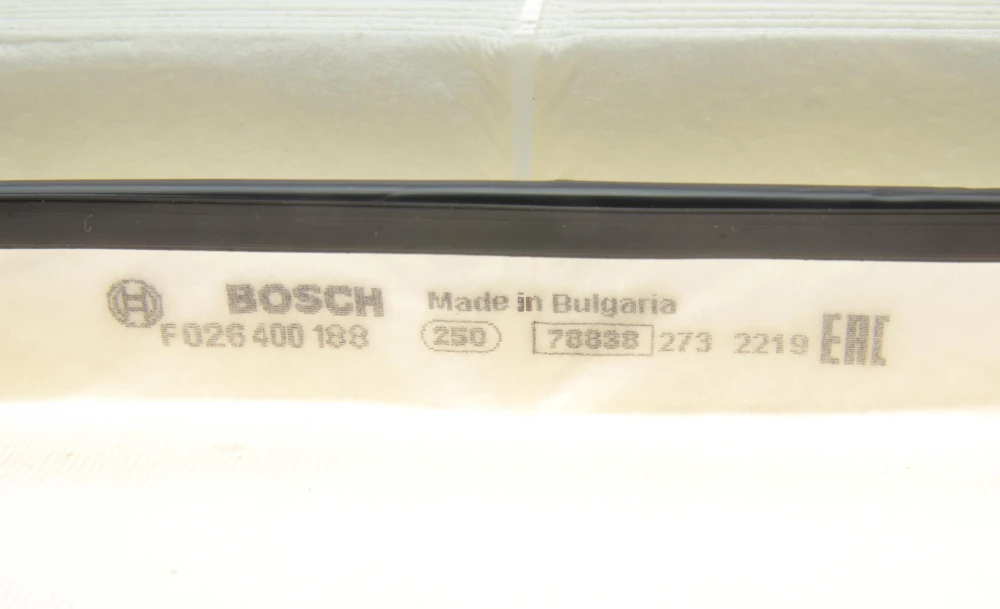 BOSCH Made in Bulgaria
F 026 400 188 250 78838 273 2219 EAC